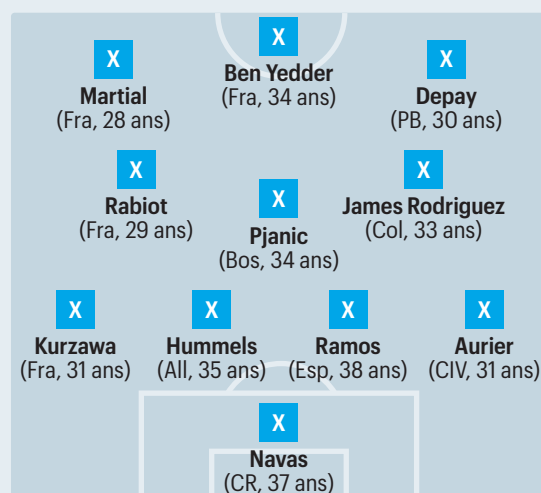 X
Martial
(Fra, 28 ans)
X
Ben Yedder
(Fra, 34 ans)
X
Depay
(PB, 30 ans)
X
Rabiot
(Fra, 29 ans)
X
Pjanic
(Bos, 34 ans)
X
James Rodriguez
(Col, 33 ans)
X
Kurzawa
(Fra, 31 ans)
X
Hummels
(All, 35 ans)
X
Ramos
(Esp, 38 ans)
X
Aurier
(CIV, 31 ans)
X
Navas
(CR, 37 ans)